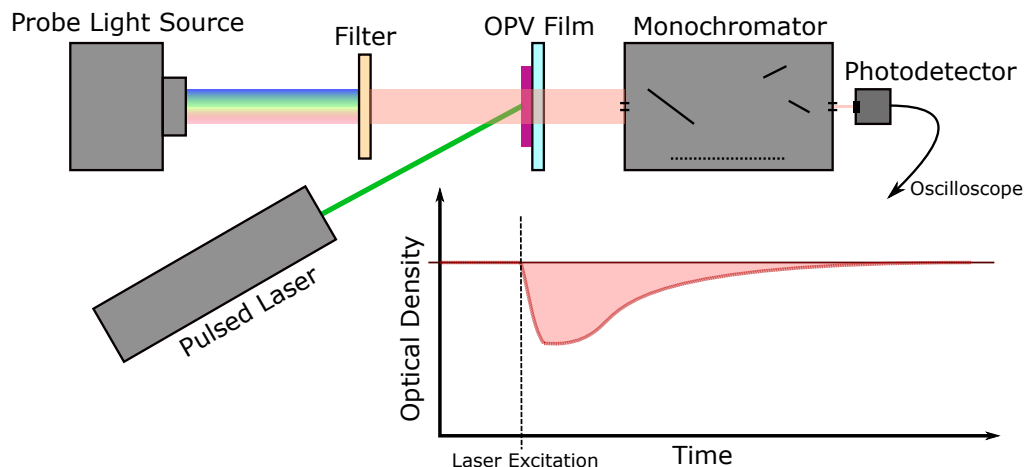 Probe Light Source
Filter
OPV Film
Monochromator
Photodetector
Oscilloscope
Pulsed Laser
Optical Density
Laser Excitation
Time